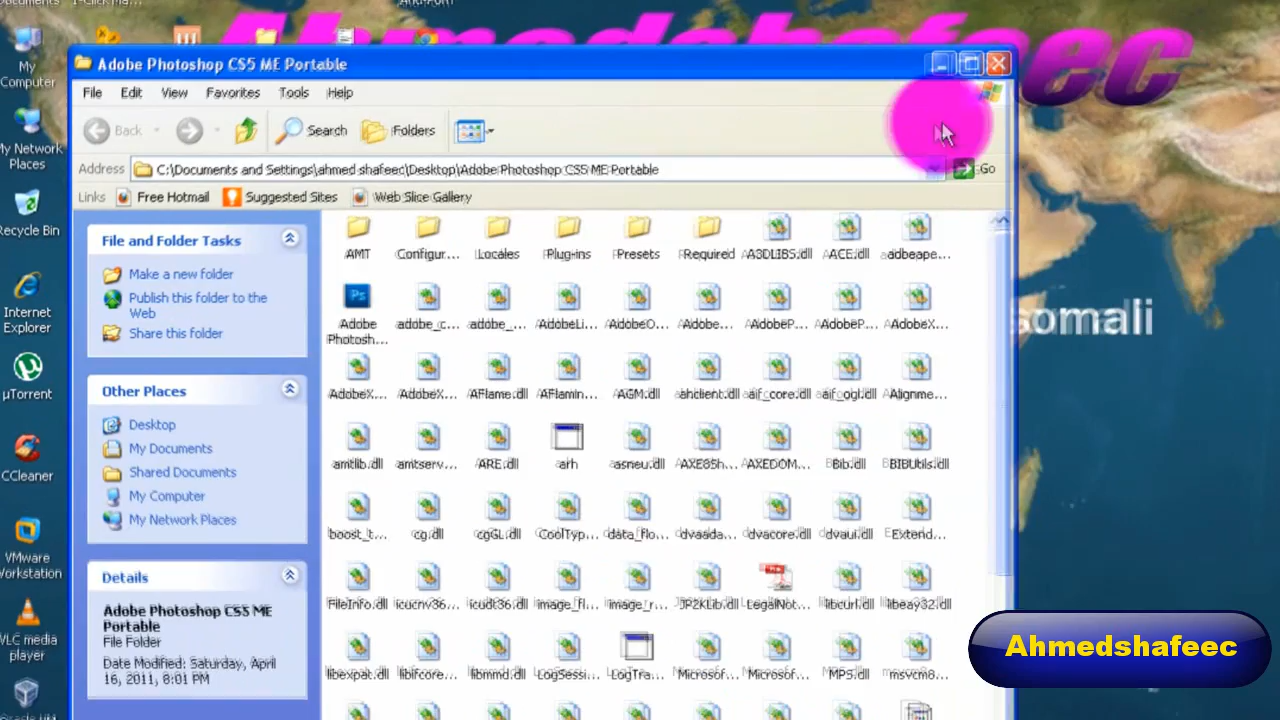 Ahmedshafeec
Adobe Photoshop CS5 ME Portable
File Edit View Favorites Tools Help
Back Search Folders
Address C:\Documents and Settings\ahmed shafeec\Desktop\Adobe Photoshop CS5 ME Portable Go
Links Free Hotmail Suggested Sites Web Slice Gallery
My
Computer
My Network
Places
Recycle Bin
Internet
Explorer
µTorrent
CCleaner
VMware
Workstation
VLC media
player
File and Folder Tasks
Make a new folder
Publish this folder to the
Web
Share this folder
Other Places
Desktop
My Documents
Shared Documents
My Computer
My Network Places
Details
Adobe Photoshop CS5 ME
Portable
File Folder
Date Modified: Saturday, April
16, 2011, 8:01 PM
AMT Configur... Locales Plug-ins Presets Required A3DLIBS.dll ACE.dll adbeape...
Adobe
Photosh...
adobe_c... adobe_... AdobeLi... AdobeO... Adobe... AdobeP... AdobeP... AdobeX...
AdobeX... AdobeX... AFlame.dll AFlamin... AGM.dll ahclient.dll aif_core.dll aif_ogl.dll Alignme...
amtlib.dll amtserv... ARE.dll arh asneu.dll AXE8Sh... AXEDOM... Bib.dll BIBUtils.dll
boost_t... cg.dll cgGL.dll CoolTyp... data_flo... dvaada... dvacore.dll dvaui.dll Extend...
FileInfo.dll icucnv36... icudt36.dll image_fl... image_r... JP2KLib.dll LegalNot... libcurl.dll libeay32.dll
libexpat.dll libifcore... libmmd.dll LogSessi... LogTra... Microsof... Microsof... MPS.dll msvcm8...
somali
Ahmedshafeec